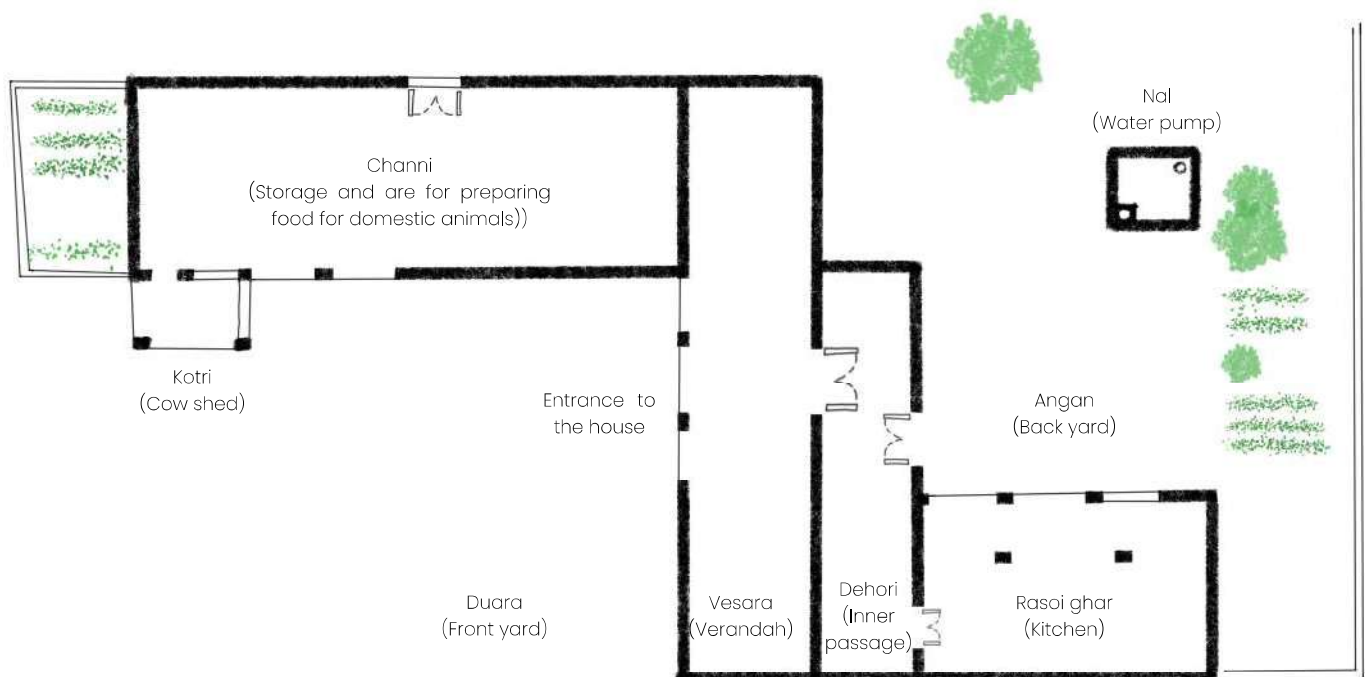 Nal
(Water pump)
Channi
(Storage and are for preparing
food for domestic animals))
Kotri
(Cow shed)
Entrance to
the house
Angan
(Back yard)
Duara
(Front yard)
Vesara
(Verandah)
Dehori
(Inner
passage)
Rasoi ghar
(Kitchen)